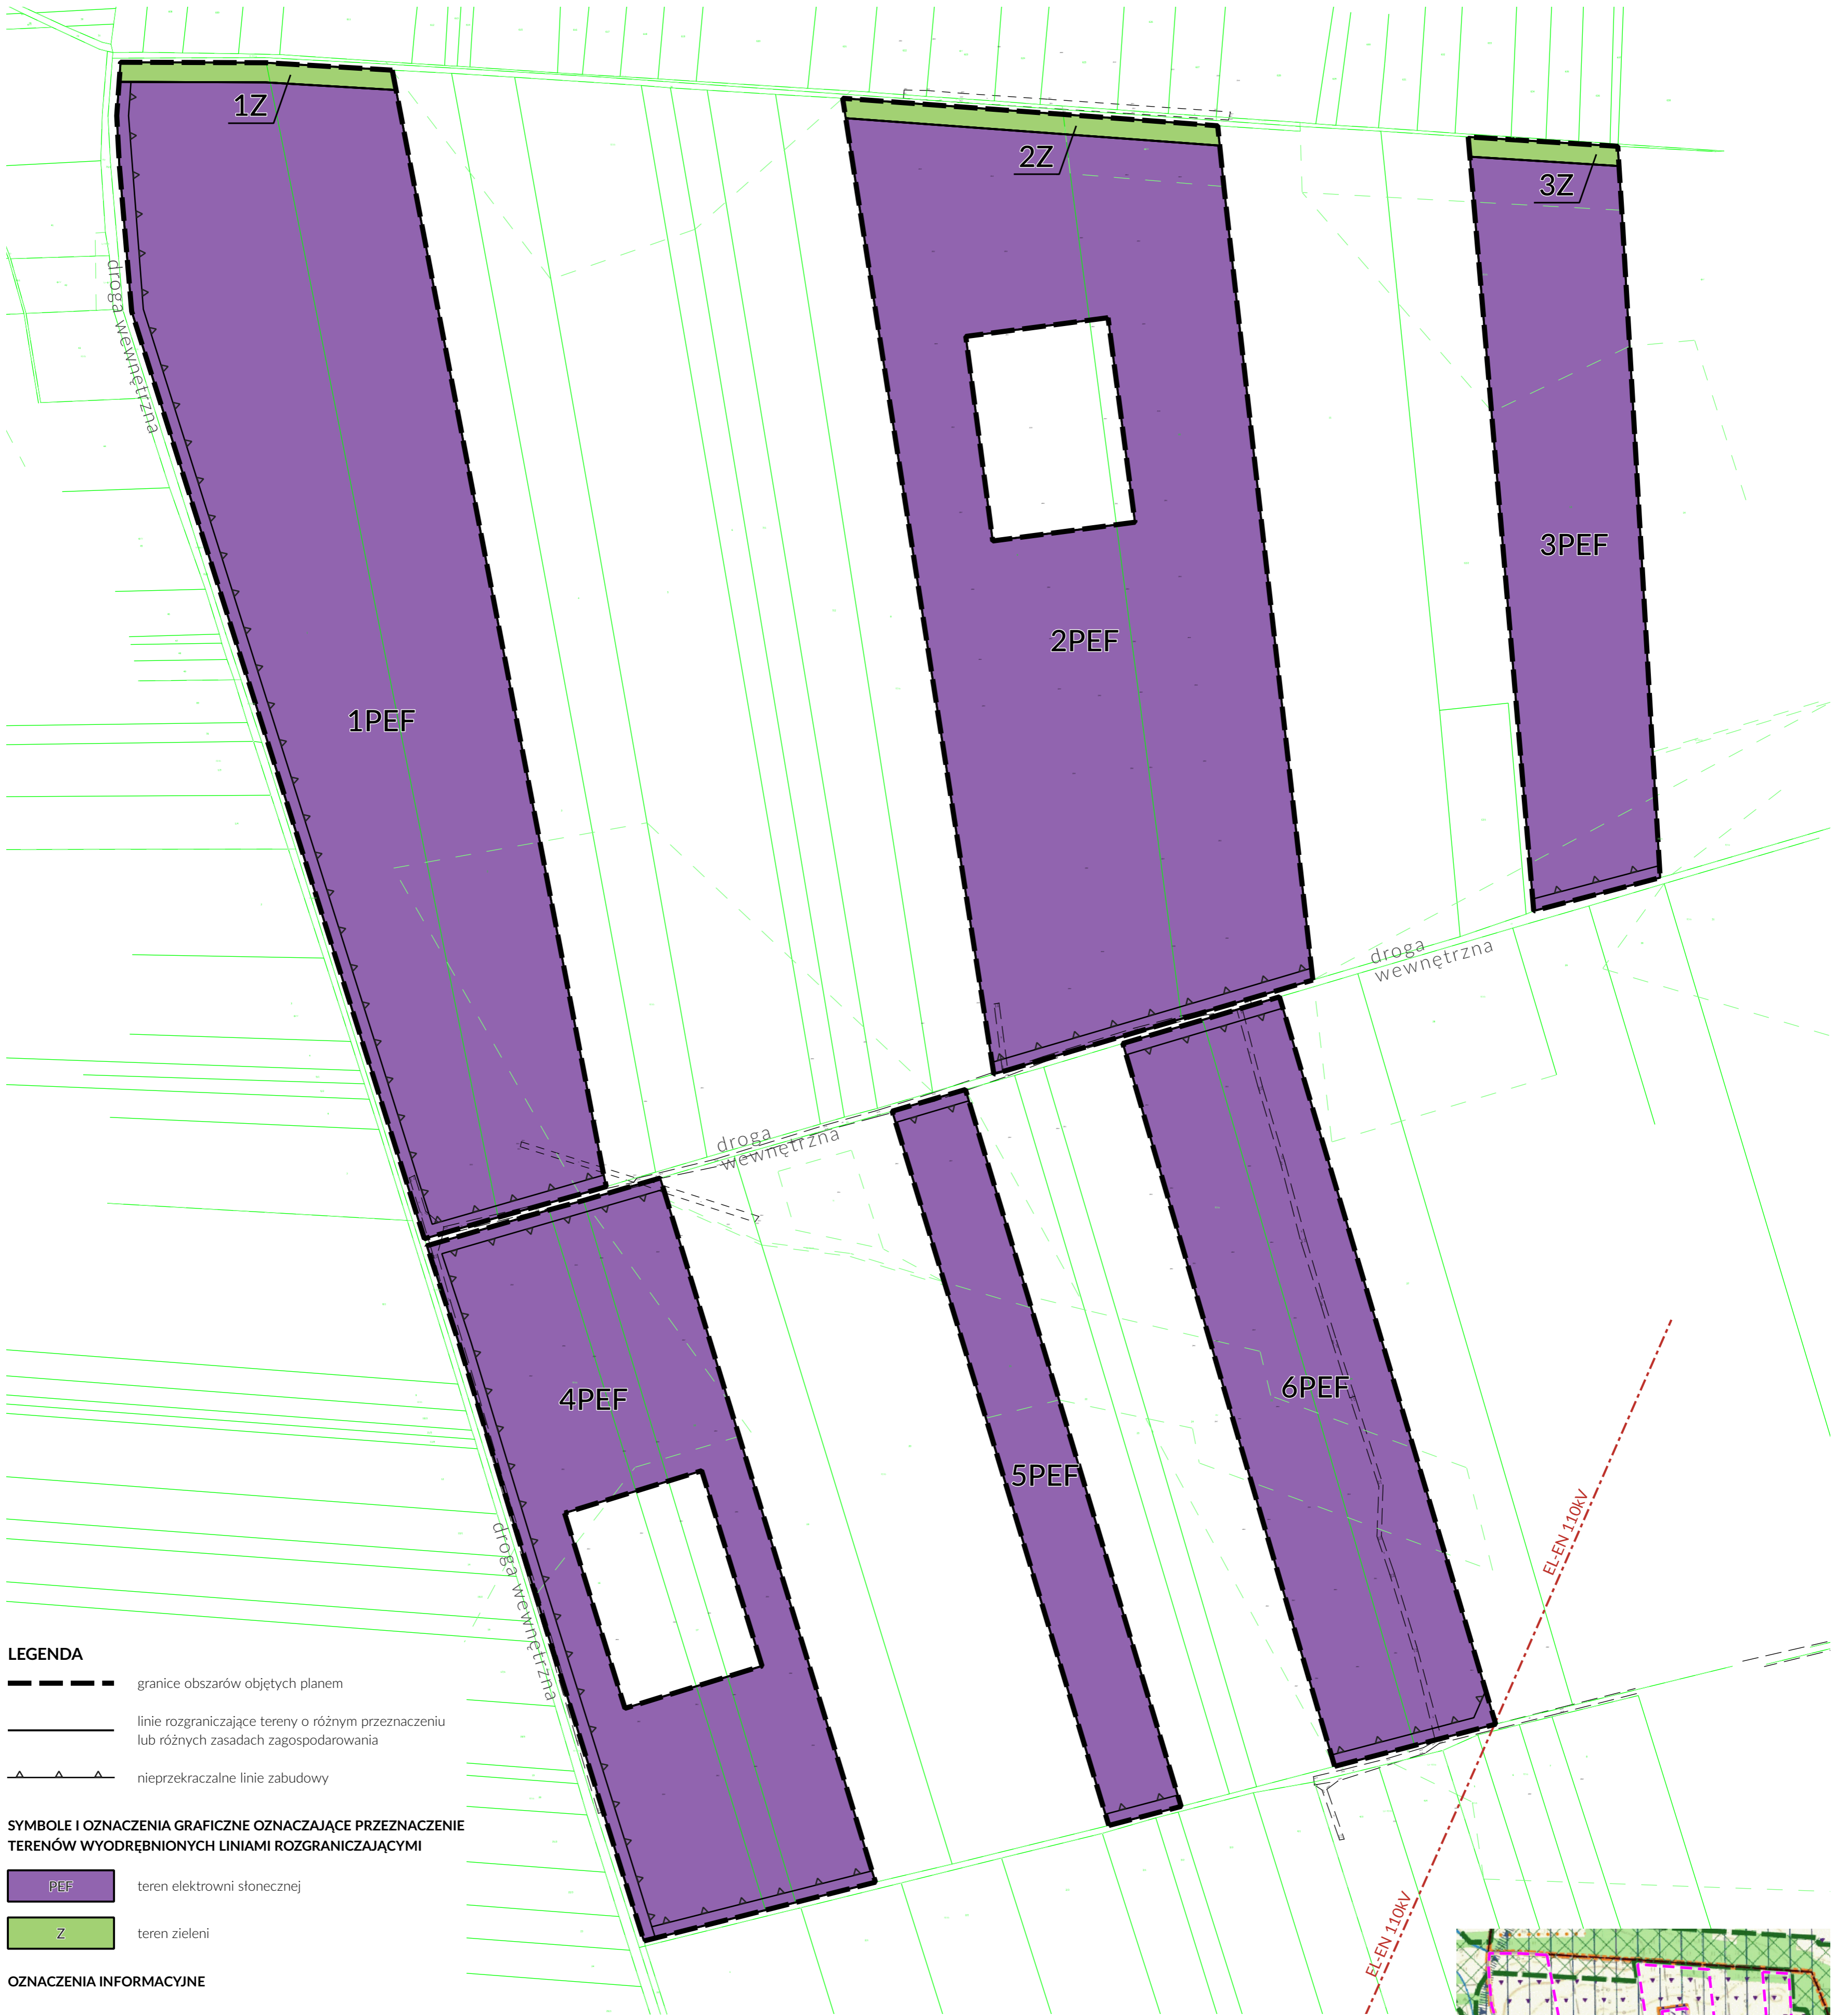 1Z
2Z
3Z
droga wewnętrzna
3PEF
2PEF
1PEF
droga
wewnętrzna
droga
wewnętrzna
4PEF
6PEF
5PEF
EL-EN 110kV
droga wewnętrzna
EL-EN 110kV
LEGENDA
granice obszarów objętych planem
linie rozgraniczające tereny o różnym przeznaczeniu
lub różnych zasadach zagospodarowania
nieprzekraczalne linie zabudowy
SYMBOLE I OZNACZENIA GRAFICZNE OZNACZAJĄCE PRZEZNACZENIE
TERENÓW WYODRĘBNIONYCH LINIAMI ROZGRANICZAJĄCYMI
PEF teren elektrowni słonecznej
Z teren zieleni
OZNACZENIA INFORMACYJNE